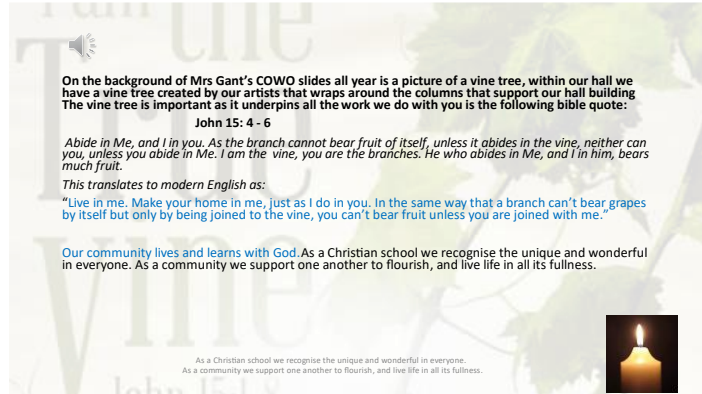 I am
the
True
vine
On the background of Mrs Gant's COWO slides all year is a picture of a vine tree, within our hall we
have a vine tree created by our artists that wraps around the columns that support our hall building
The vine tree is important as it underpins all the work we do with you is the following bible quote:
John 15: 4 - 6
Abide in Me, and I in you. As the branch cannot bear fruit of itself, unless it abides in the vine, neither can
you, unless you abide in Me. I am the vine, you are the branches. He who abides in Me, and I in him, bears
much fruit.
This translates to modern English as:
“Live in me. Make your home in me, just as I do in you. In the same way that a branch can’t bear grapes
by itself but only by being joined to the vine, you can’t bear fruit unless you are joined with me.”
Our community lives and learns with God.As a Christian school we recognise the unique and wonderful
in everyone. As a community we support one another to flourish, and live life in all its fullness.
As a Christian school we recognise the unique and wonderful in everyone.
As a community we support one another to flourish, and live life in all its fullness.
John 15:1-8